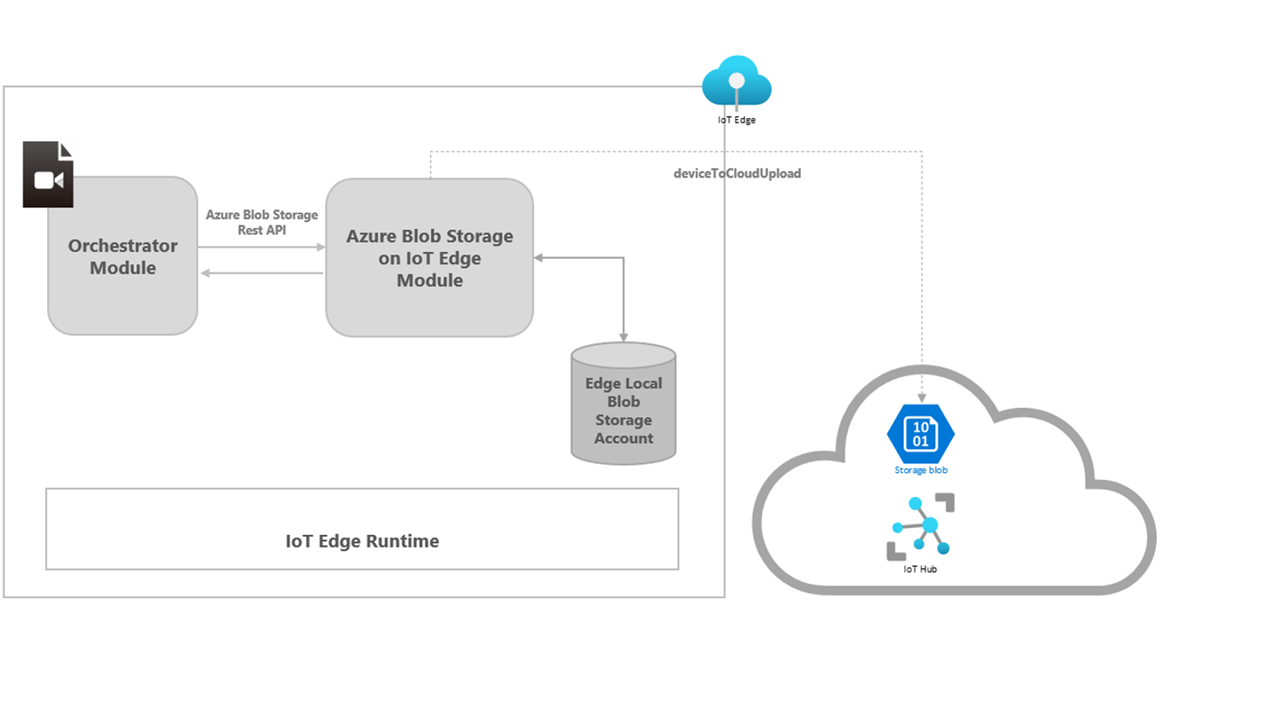 IoT Edge
deviceToCloudUpload
Azure Blob Storage
Rest API
Orchestrator
Module
Azure Blob Storage
on IoT Edge
Module
Edge Local
Blob
Storage
Account
10
01
Storage blob
IoT Edge Runtime
IoT Hub